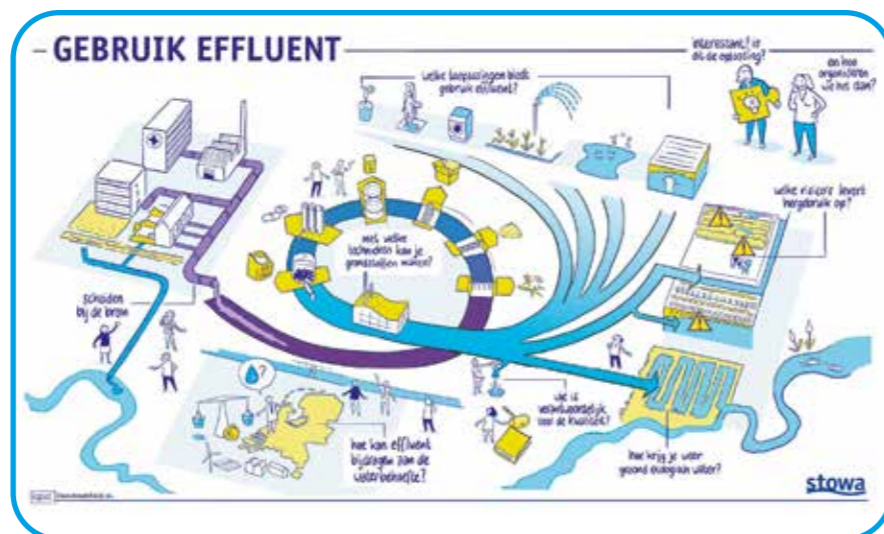 GEBRUIK EFFLUENT
interessant! is
dit de oplossing?
en hoe
organiseren
we het dan?
welke toepassingen biedt
gebruik effluent?
welke risico's levert
hergebruik op?
met welke
technieken kan je
grondstoffen maken?
scheiden
bij de bron
wie is
verantwoordelijk
voor de kwaliteit?
?
hoe kan effluent
bijdragen aan de
waterbehoefte?
hoe krijg je weer
gezond ecologisch water?
stowa